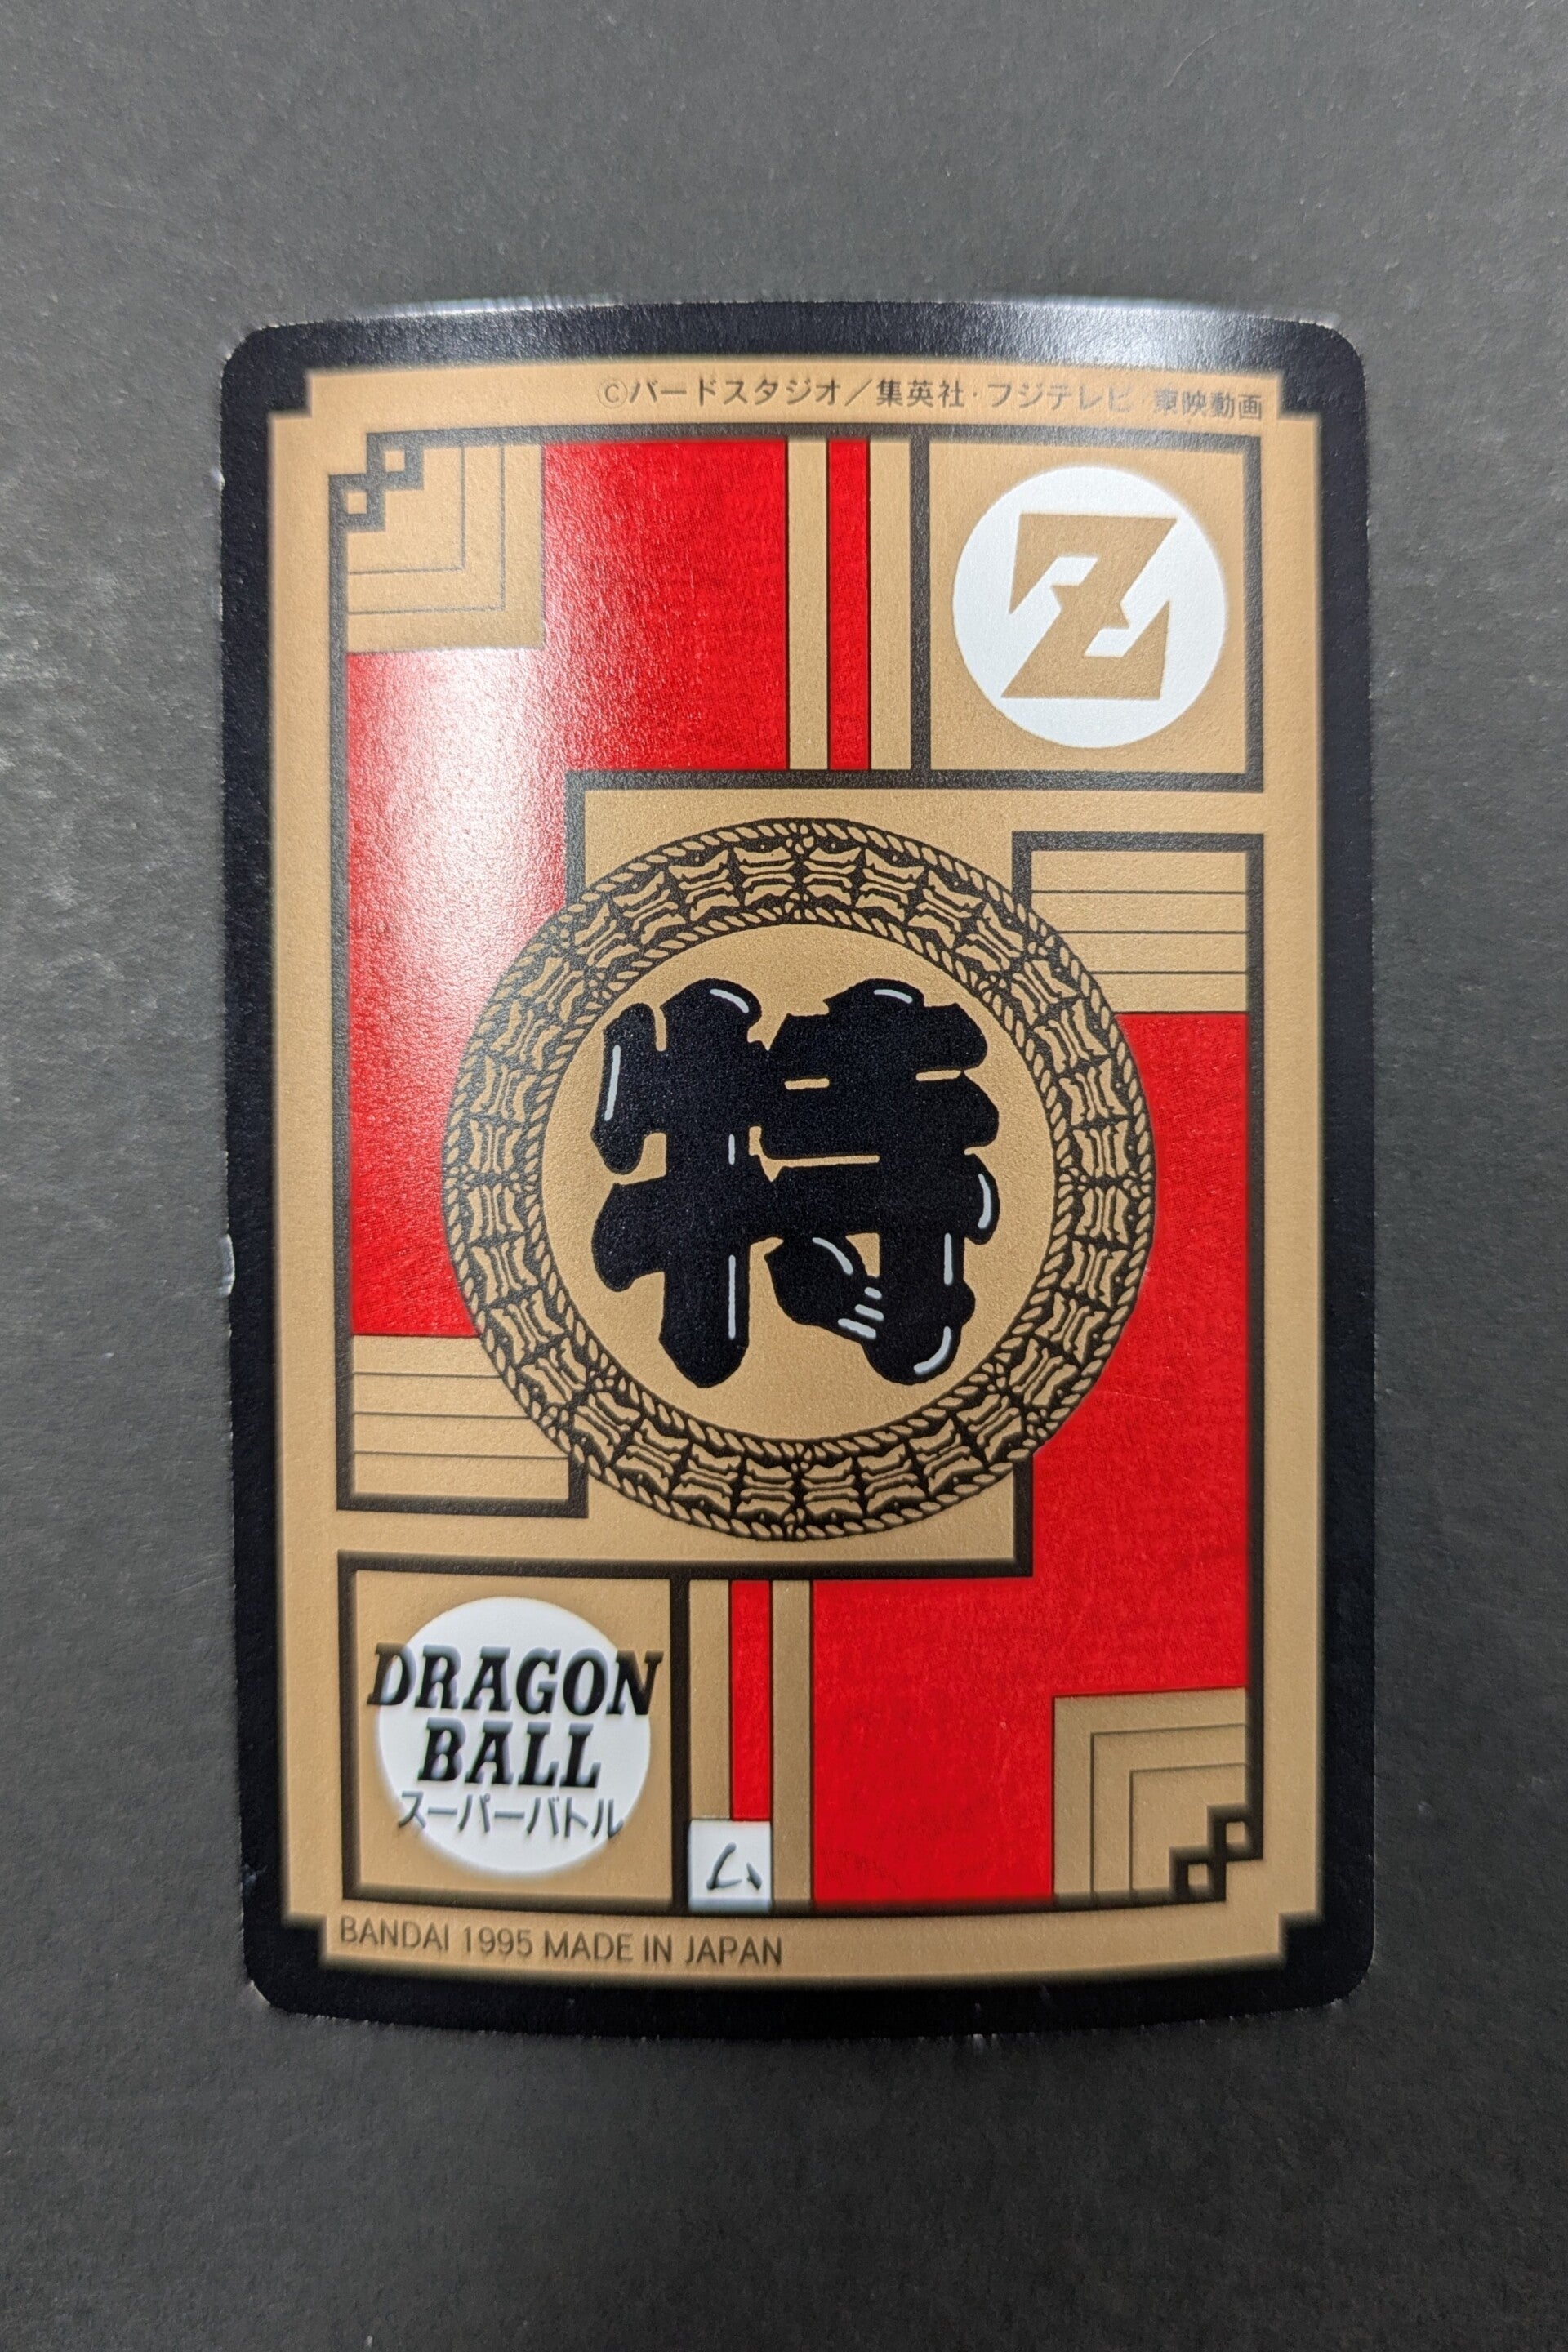 ©バードスタジオ／集英社・フジテレビ 東映動画
Z
特
DRAGON
BALL
スーパーバトル
ム
BANDAI 1995 MADE IN JAPAN